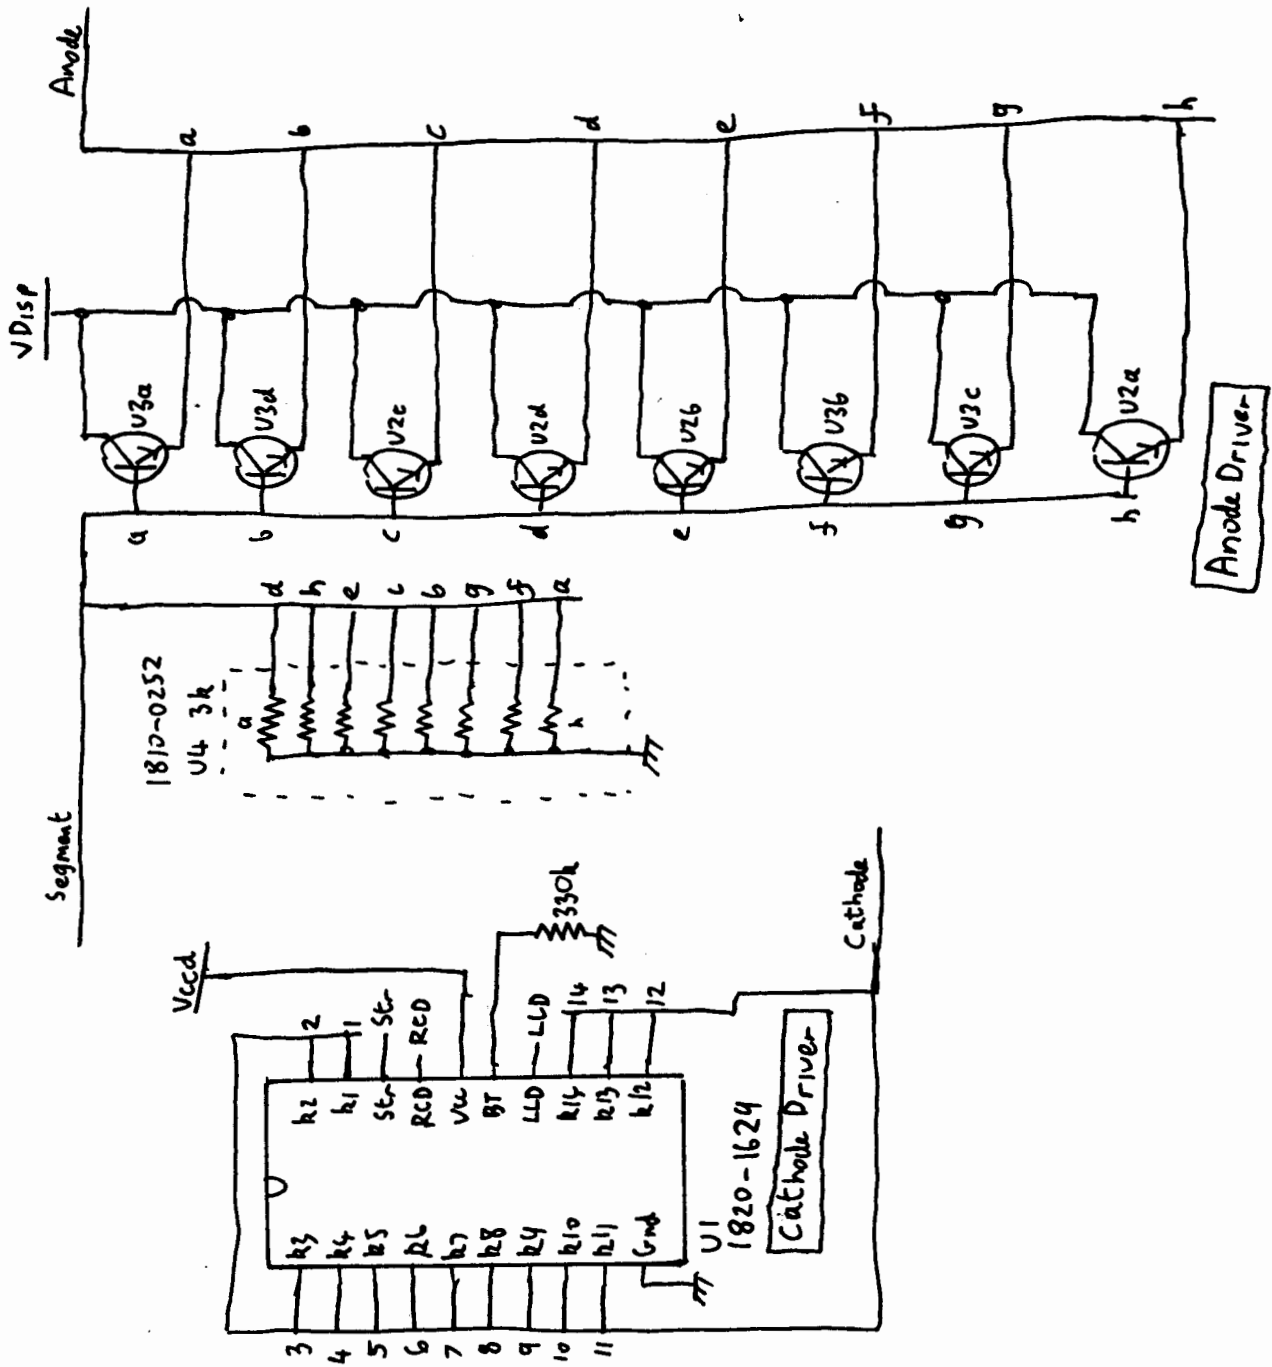 Anode
a
b
c
d
e
f
g
h
VDISP
U3a
U3d
U2c
U2d
U2b
U3b
U3c
U2a
a
b
c
d
e
f
g
h
Anode Driver
Segment
1810-0252
U4 3k
a
h
d
h
e
c
b
g
f
a
Vccd
330k
2
1
Str
RCD
LLD
14
13
12
k2
k1
Str
RCD
Vcc
BT
LLD
k14
k13
k12
k3
k4
k5
k6
k7
k8
k9
k10
k11
Gnd
3
4
5
6
7
8
9
10
11
U1
1820-1624
Cathode Driver
Cathode